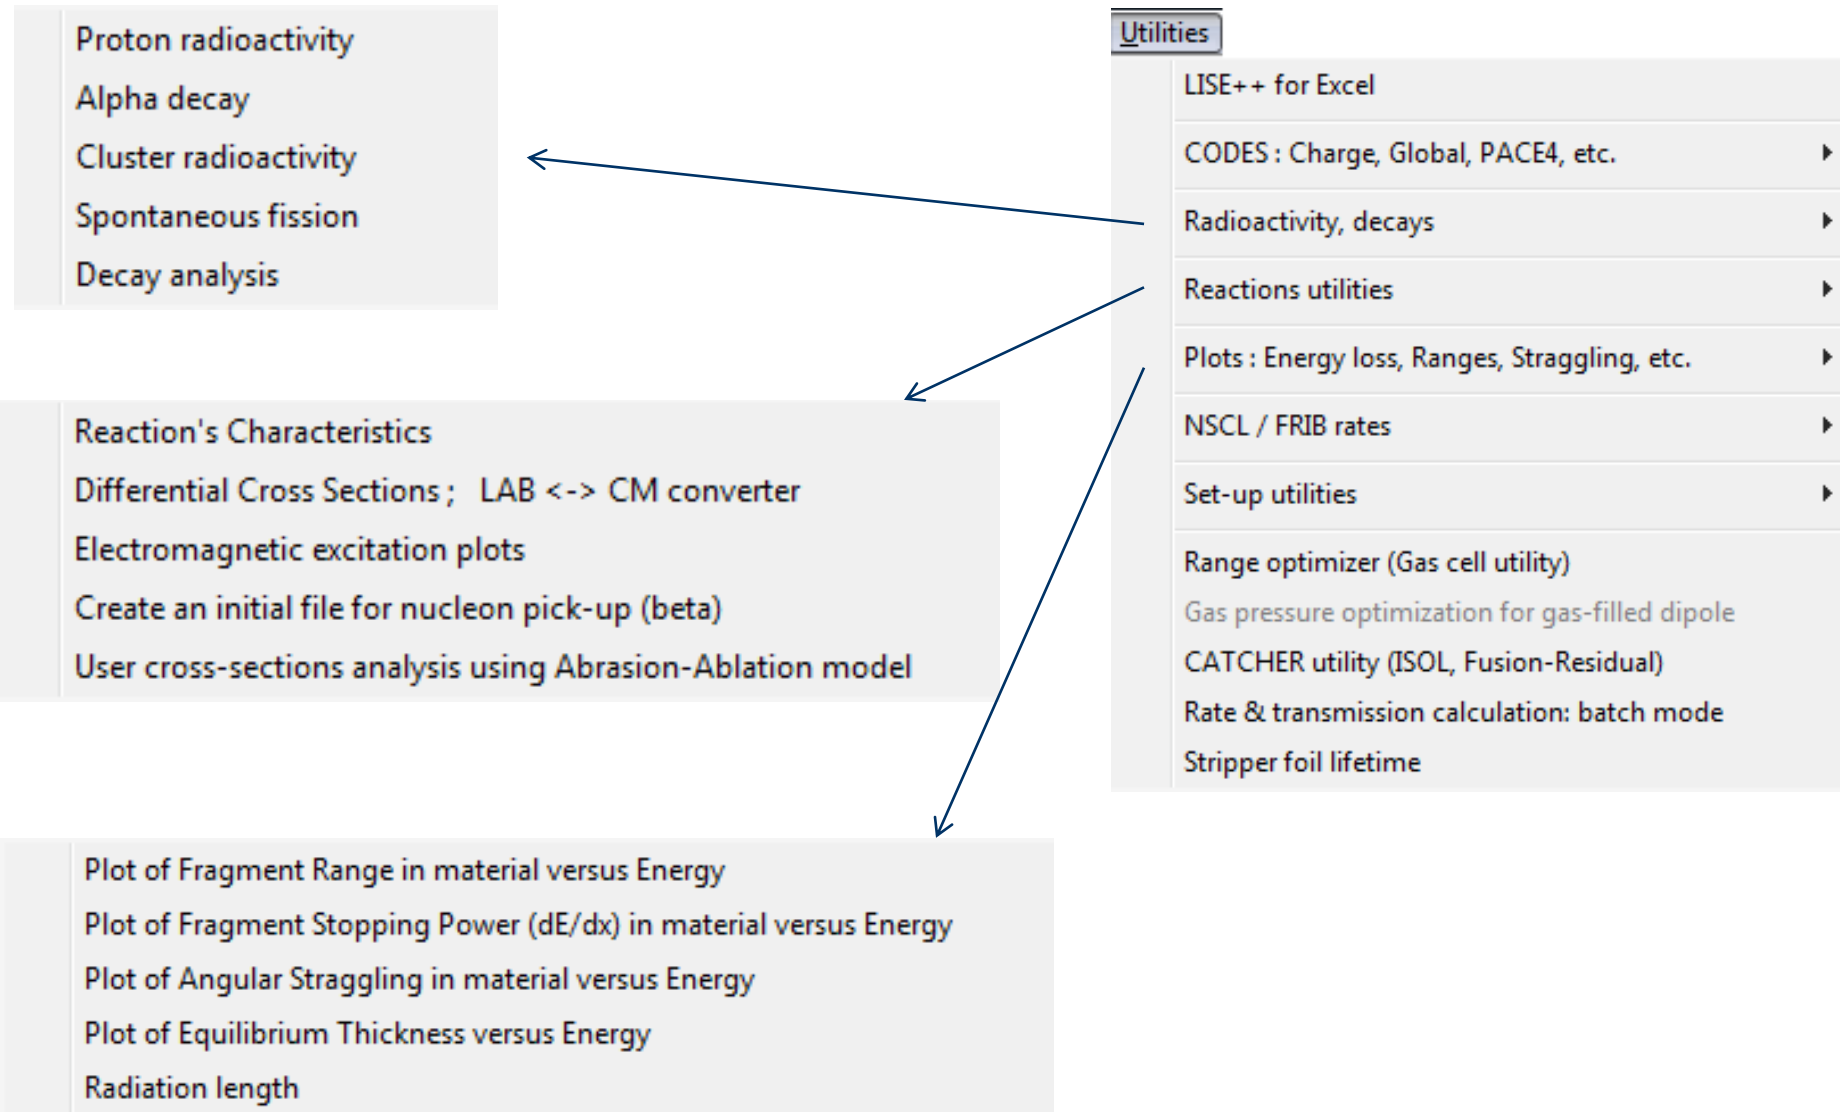 Proton radioactivity
Alpha decay
Cluster radioactivity
Spontaneous fission
Decay analysis
Utilities
LISE++ for Excel
CODES : Charge, Global, PACE4, etc.
Radioactivity, decays
Reactions utilities
Plots : Energy loss, Ranges, Straggling, etc.
NSCL / FRIB rates
Set-up utilities
Range optimizer (Gas cell utility)
Gas pressure optimization for gas-filled dipole
CATCHER utility (ISOL, Fusion-Residual)
Rate & transmission calculation: batch mode
Stripper foil lifetime
Reaction's Characteristics
Differential Cross Sections ;   LAB <-> CM converter
Electromagnetic excitation plots
Create an initial file for nucleon pick-up (beta)
User cross-sections analysis using Abrasion-Ablation model
Plot of Fragment Range in material versus Energy
Plot of Fragment Stopping Power (dE/dx) in material versus Energy
Plot of Angular Straggling in material versus Energy
Plot of Equilibrium Thickness versus Energy
Radiation length